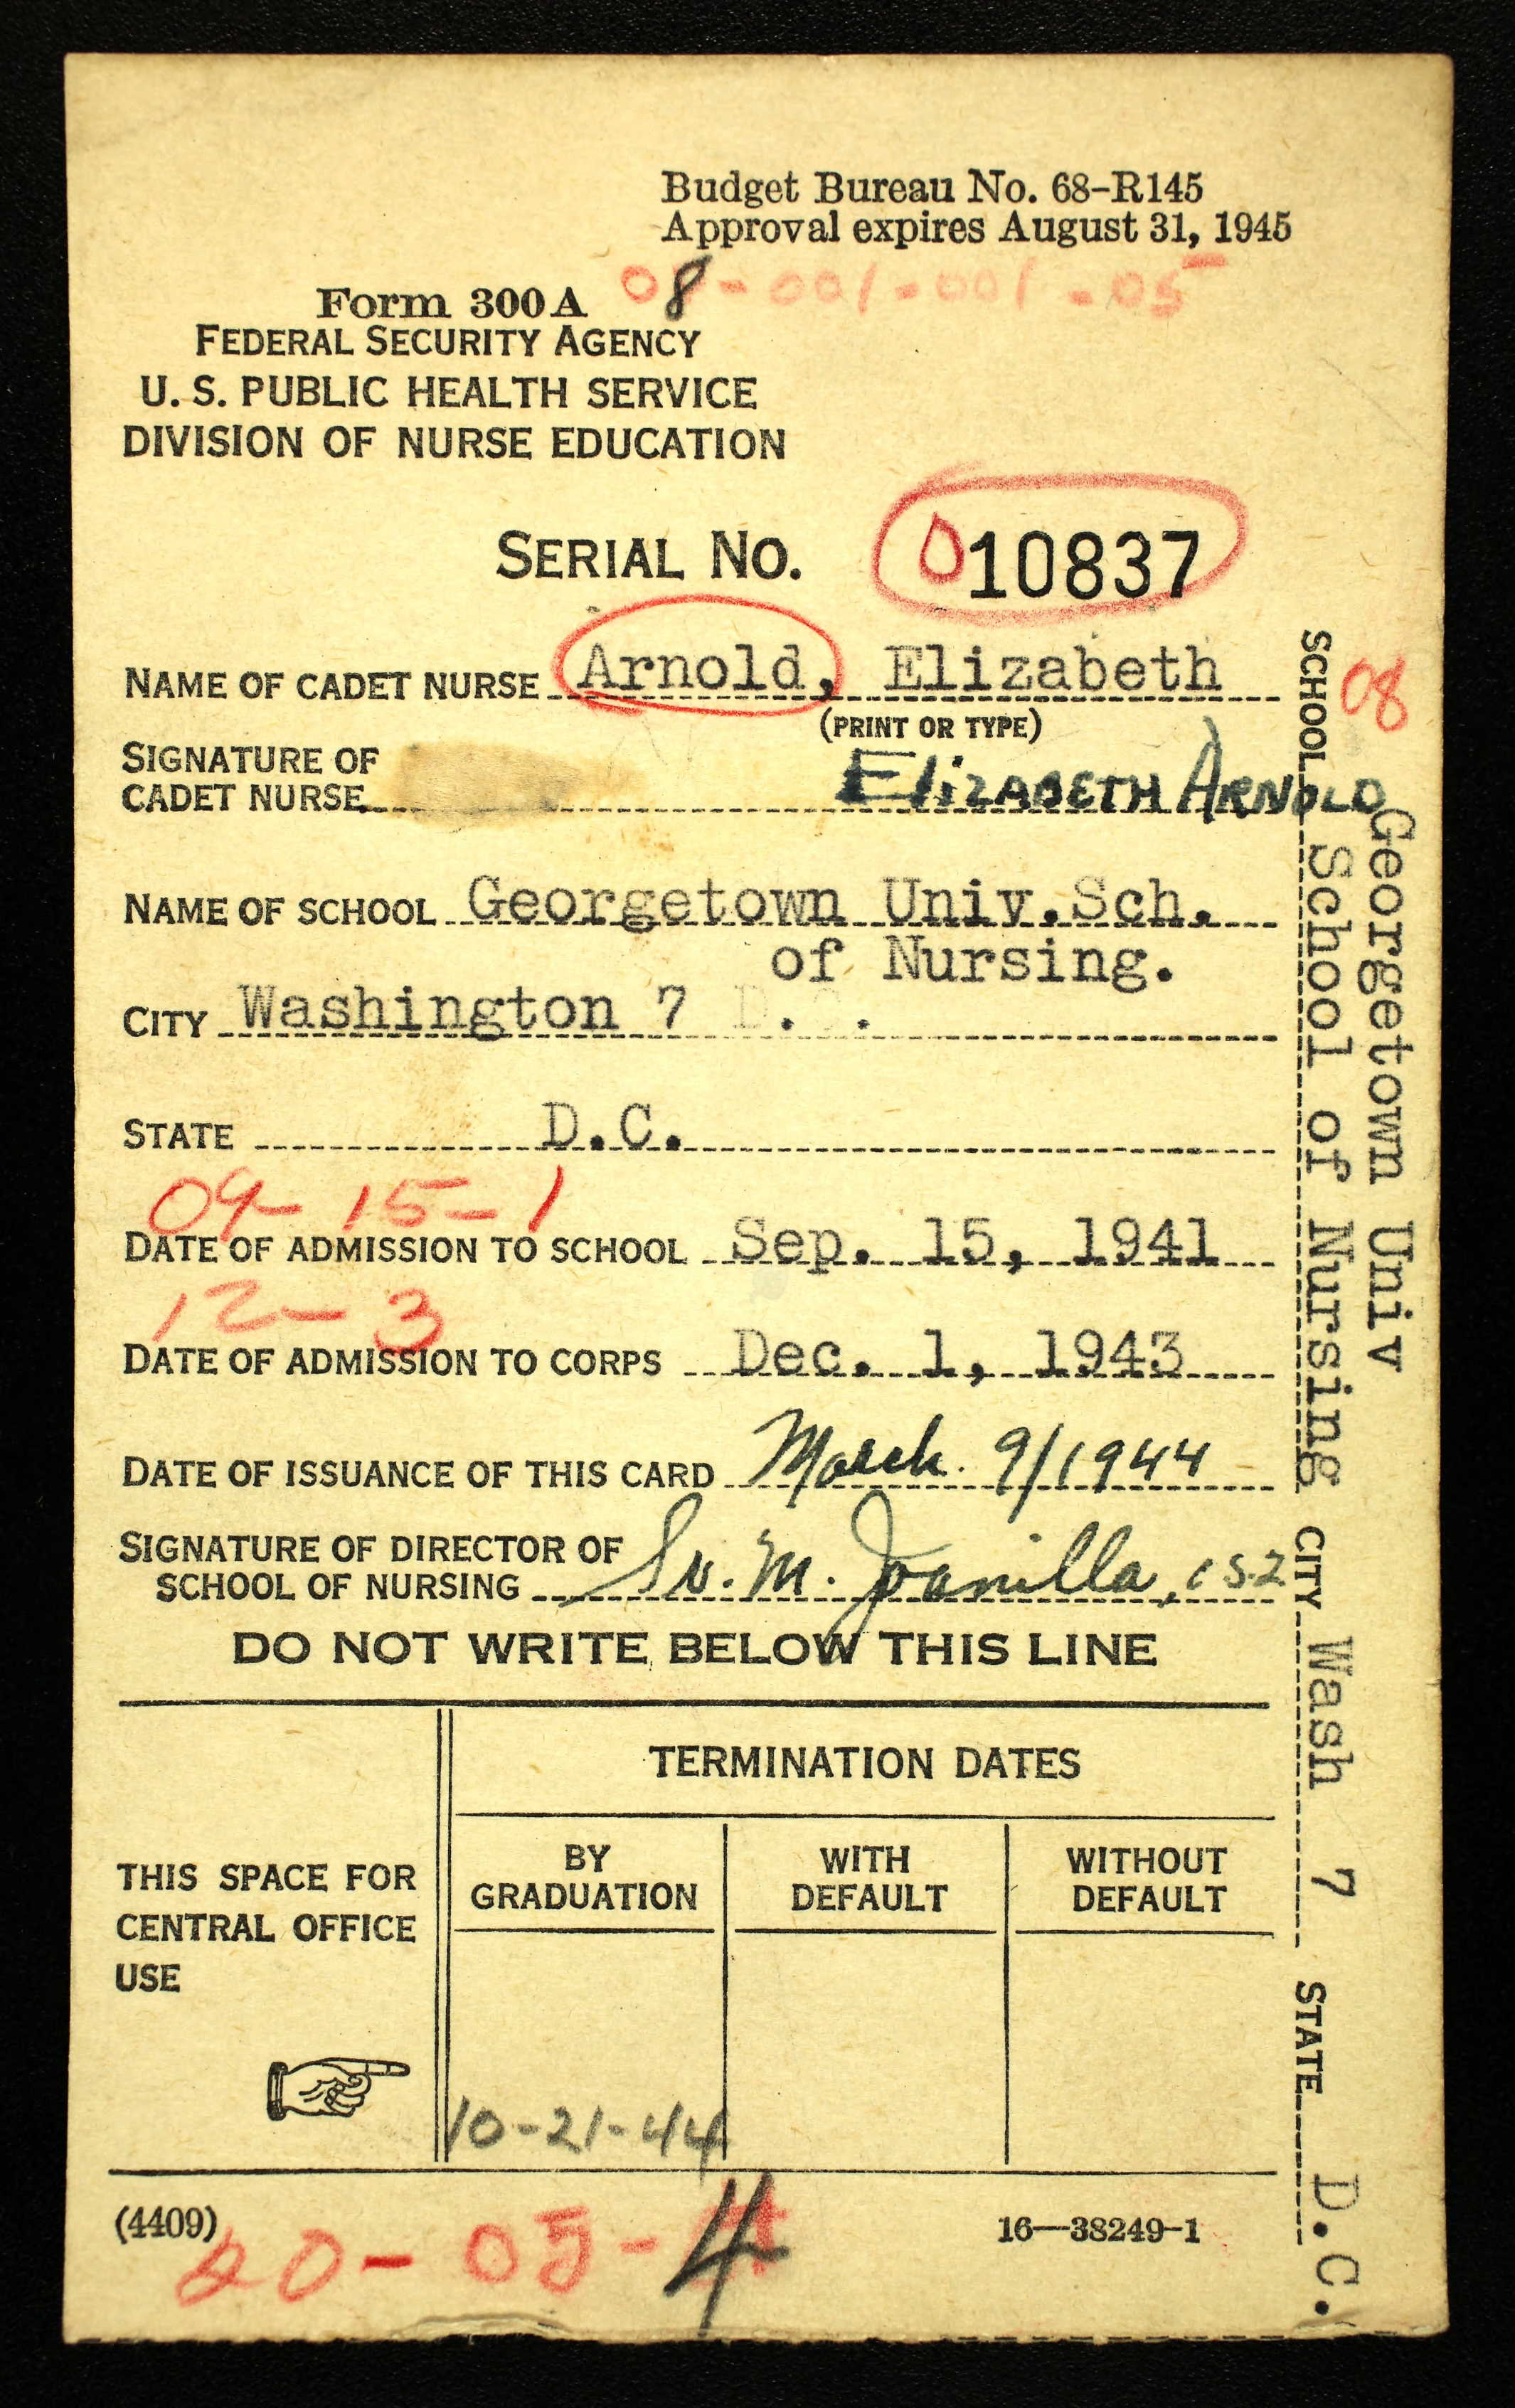 Budget Bureau No. 68-R145
Approval expires August 31, 1945
08-001-001-05
Form 300A
FEDERAL SECURITY AGENCY
U. S. PUBLIC HEALTH SERVICE
DIVISION OF NURSE EDUCATION
SERIAL NO. 010837
NAME OF CADET NURSE Arnold, Elizabeth
(PRINT OR TYPE)
SIGNATURE OF
CADET NURSE ELIZABETH ARNOLD
NAME OF SCHOOL Georgetown Univ.Sch.
of Nursing.
CITY Washington 7 D. .
STATE D.C.
09-15-1
DATE OF ADMISSION TO SCHOOL Sep. 15, 1941
12-3
DATE OF ADMISSION TO CORPS Dec. 1, 1943
DATE OF ISSUANCE OF THIS CARD March 9/1944
SIGNATURE OF DIRECTOR OF
SCHOOL OF NURSING Sr. M. Joanilla,
DO NOT WRITE BELOW THIS LINE
TERMINATION DATES
THIS SPACE FOR
CENTRAL OFFICE
USE
BY
GRADUATION
WITH
DEFAULT
WITHOUT
DEFAULT
10-21-44
(4409)
16—38249-1
20-05-4
08
Georgetown Univ
SCHOOL School of Nursing CITY Wash 7 STATE D.C.